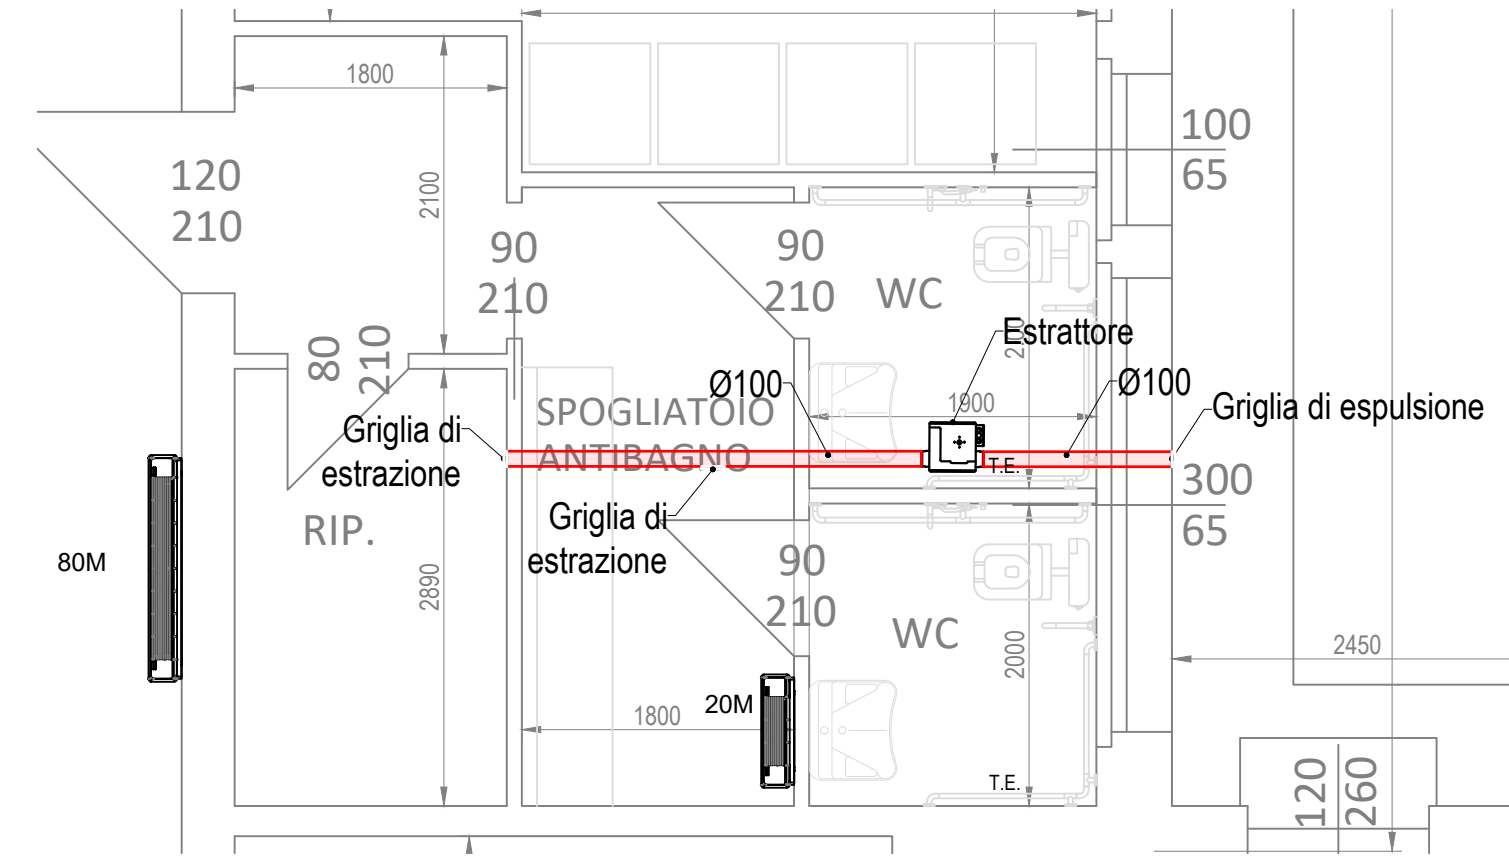 1800
100
65
120
210
2100
90
210
90
210
WC
Estrattore
80
210
Ø100
Ø100
1900
SPOGLIATOIO
ANTIBAGNO
Griglia di
estrazione
Griglia di espulsione
T.E.
300
65
RIP.
Griglia di
estrazione
80M
2890
90
210
WC
2000
2450
20M
1800
T.E.
120
260